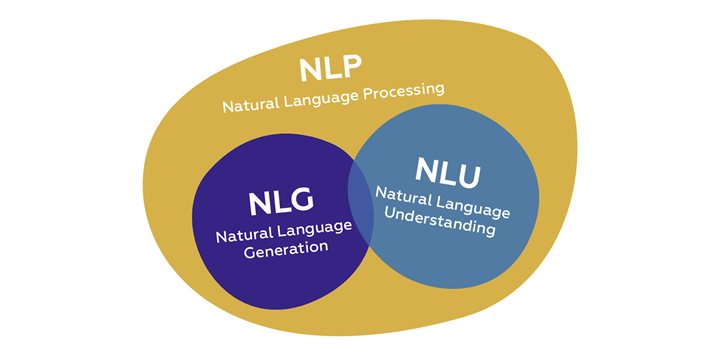 NLP
Natural Language Processing
NLG
Natural Language
Generation
NLU
Natural Language
Understanding